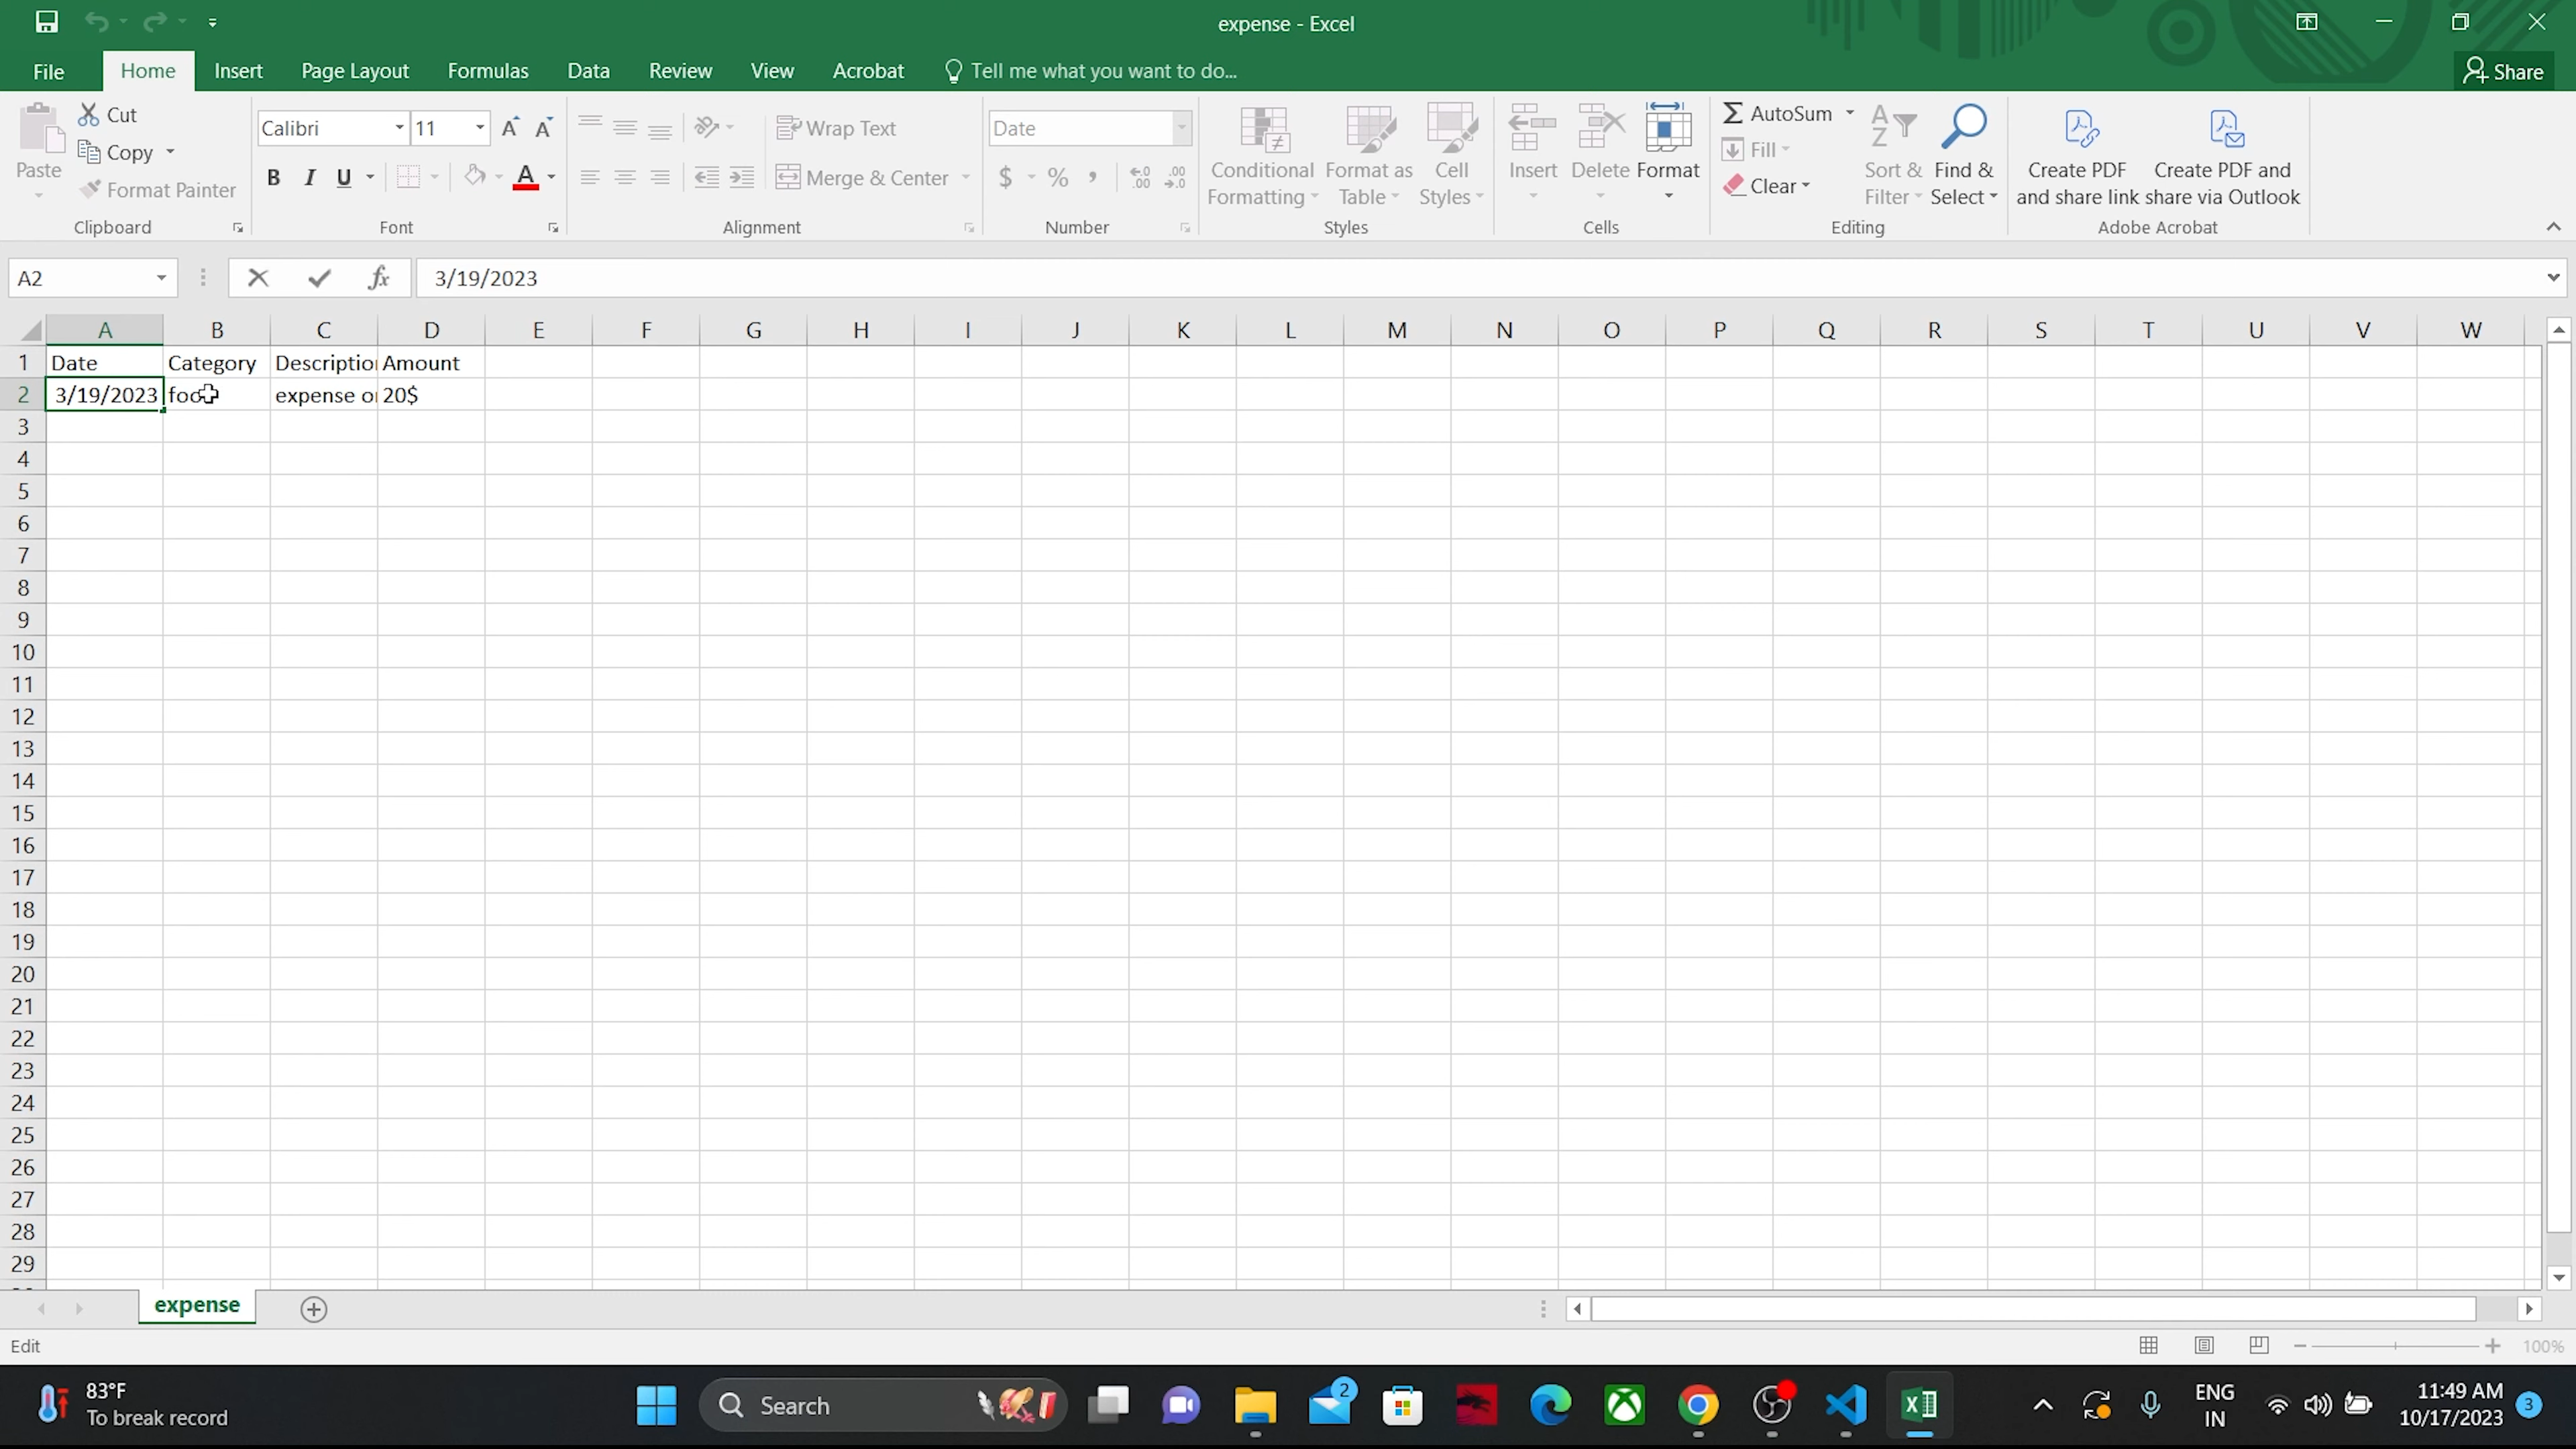 expense - Excel
File Home Insert Page Layout Formulas Data Review View Acrobat Tell me what you want to do... Share
Paste Cut Copy Format Painter Clipboard
Calibri 11 A A B I U A Font
Wrap Text Merge & Center Alignment
Date $ % , .00 .00 Number
Conditional Formatting Format as Table Cell Styles Styles
Insert Delete Format Cells
AutoSum Fill Clear Sort & Filter Find & Select Editing
Create PDF and share link Create PDF and share via Outlook Adobe Acrobat
A2 fx 3/19/2023
A B C D E F G H I J K L M N O P Q R S T U V W
1 Date Category Amount
2 3/19/2023 expense 20$
3
4
5
6
7
8
9
10
11
12
13
14
15
16
17
18
19
20
21
22
23
24
25
26
27
28
29
expense
Edit 100%
83°F
To break record
Search
2
ENG
IN
11:49 AM
10/17/2023
3